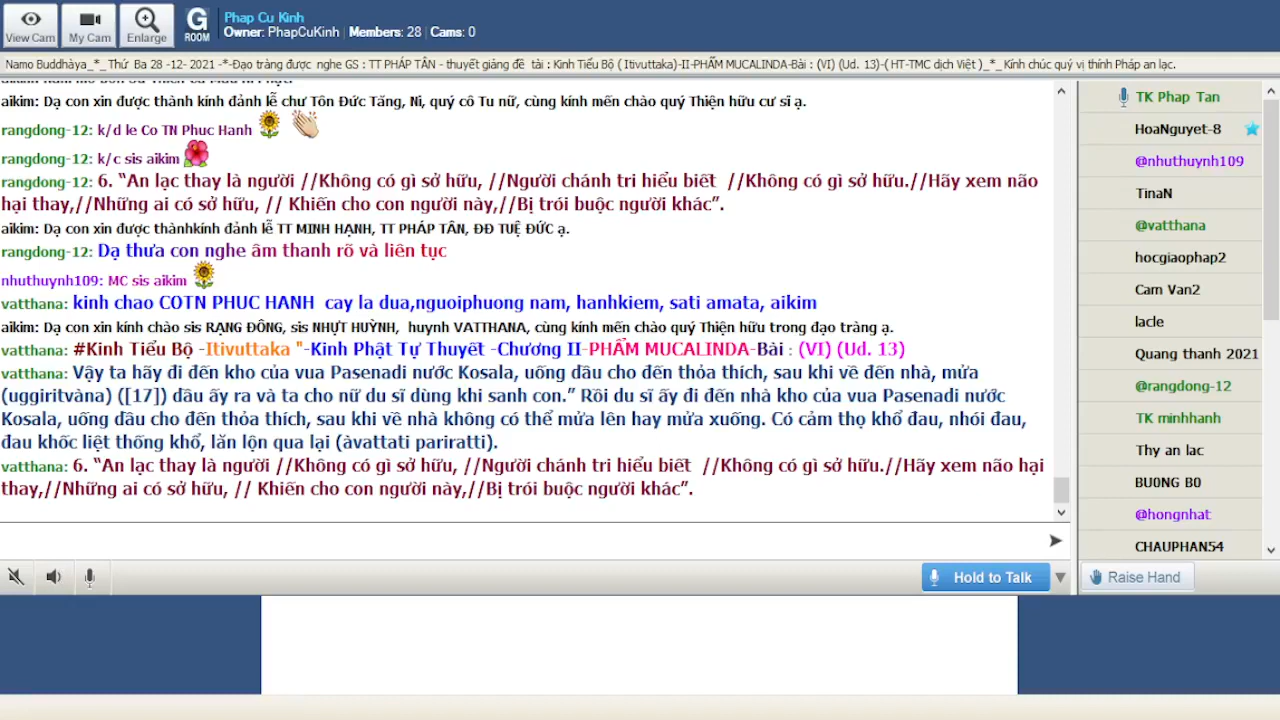 View Cam
My Cam
Enlarge
G
ROOM
Phap Cu Kinh
Owner: PhapCuKinh | Members: 28 | Cams: 0
Namo Buddhàya_*_Thứ Ba 28 -12- 2021 -*-Đạo tràng được nghe GS : TT PHÁP TÂN - thuyết giảng đề tài : Kinh Tiểu Bộ ( Itivuttaka)-II-PHẨM MUCALINDA-Bài : (VI) (Ud. 13)-( HT-TMC dịch Việt )_*_Kính chúc quý vị thính Pháp an lạc.
aikim: Dạ con xin được thành kính đảnh lễ chư Tôn Đức Tăng, Ni, quý cô Tu nữ, cùng kính mến chào quý Thiện hữu cư sĩ ạ.
rangdong-12: k/d le Co TN Phuc Hanh
rangdong-12: k/c sis aikim
rangdong-12: 6. “An lạc thay là người //Không có gì sở hữu, //Người chánh tri hiểu biết //Không có gì sở hữu.//Hãy xem não
hại thay,//Những ai có sở hữu, // Khiến cho con người này,//Bị trói buộc người khác”.
aikim: Dạ con xin được thànhkính đảnh lễ TT MINH HẠNH, TT PHÁP TÂN, ĐĐ TUỆ ĐỨC ạ.
rangdong-12: Dạ thưa con nghe âm thanh rõ và liên tục
nhuthuynh109: MC sis aikim
vatthana: kinh chao COTN PHUC HANH cay la dua,nguoiphuong nam, hanhkiem, sati amata, aikim
aikim: Dạ con xin kính chào sis RẠNG ĐÔNG, sis NHỰT HUỲNH, huynh VATTHANA, cùng kính mến chào quý Thiện hữu trong đạo tràng ạ.
vatthana: #Kinh Tiểu Bộ -Itivuttaka "-Kinh Phật Tự Thuyết -Chương II-PHẨM MUCALINDA-Bài : (VI) (Ud. 13)
vatthana: Vậy ta hãy đi đến kho của vua Pasenadi nước Kosala, uống dầu cho đến thỏa thích, sau khi về đến nhà, mửa
(uggiritvàna) ([17]) dầu ấy ra và ta cho nữ du sĩ dùng khi sanh con.” Rồi du sĩ ấy đi đến nhà kho của vua Pasenadi nước
Kosala, uống dầu cho đến thỏa thích, sau khi về nhà không có thể mửa lên hay mửa xuống. Có cảm thọ khổ đau, nhói đau,
đau khốc liệt thống khổ, lăn lộn qua lại (àvattati pariratti).
vatthana: 6. “An lạc thay là người //Không có gì sở hữu, //Người chánh tri hiểu biết //Không có gì sở hữu.//Hãy xem não hại
thay,//Những ai có sở hữu, // Khiến cho con người này,//Bị trói buộc người khác”.
Hold to Talk
TK Phap Tan
HoaNguyet-8
@nhuthuynh109
TinaN
@vatthana
hocgiaophap2
Cam Van2
lacle
Quang thanh 2021
@rangdong-12
TK minhhanh
Thy an lac
BU0NG B0
@hongnhat
CHAUPHAN54
Raise Hand